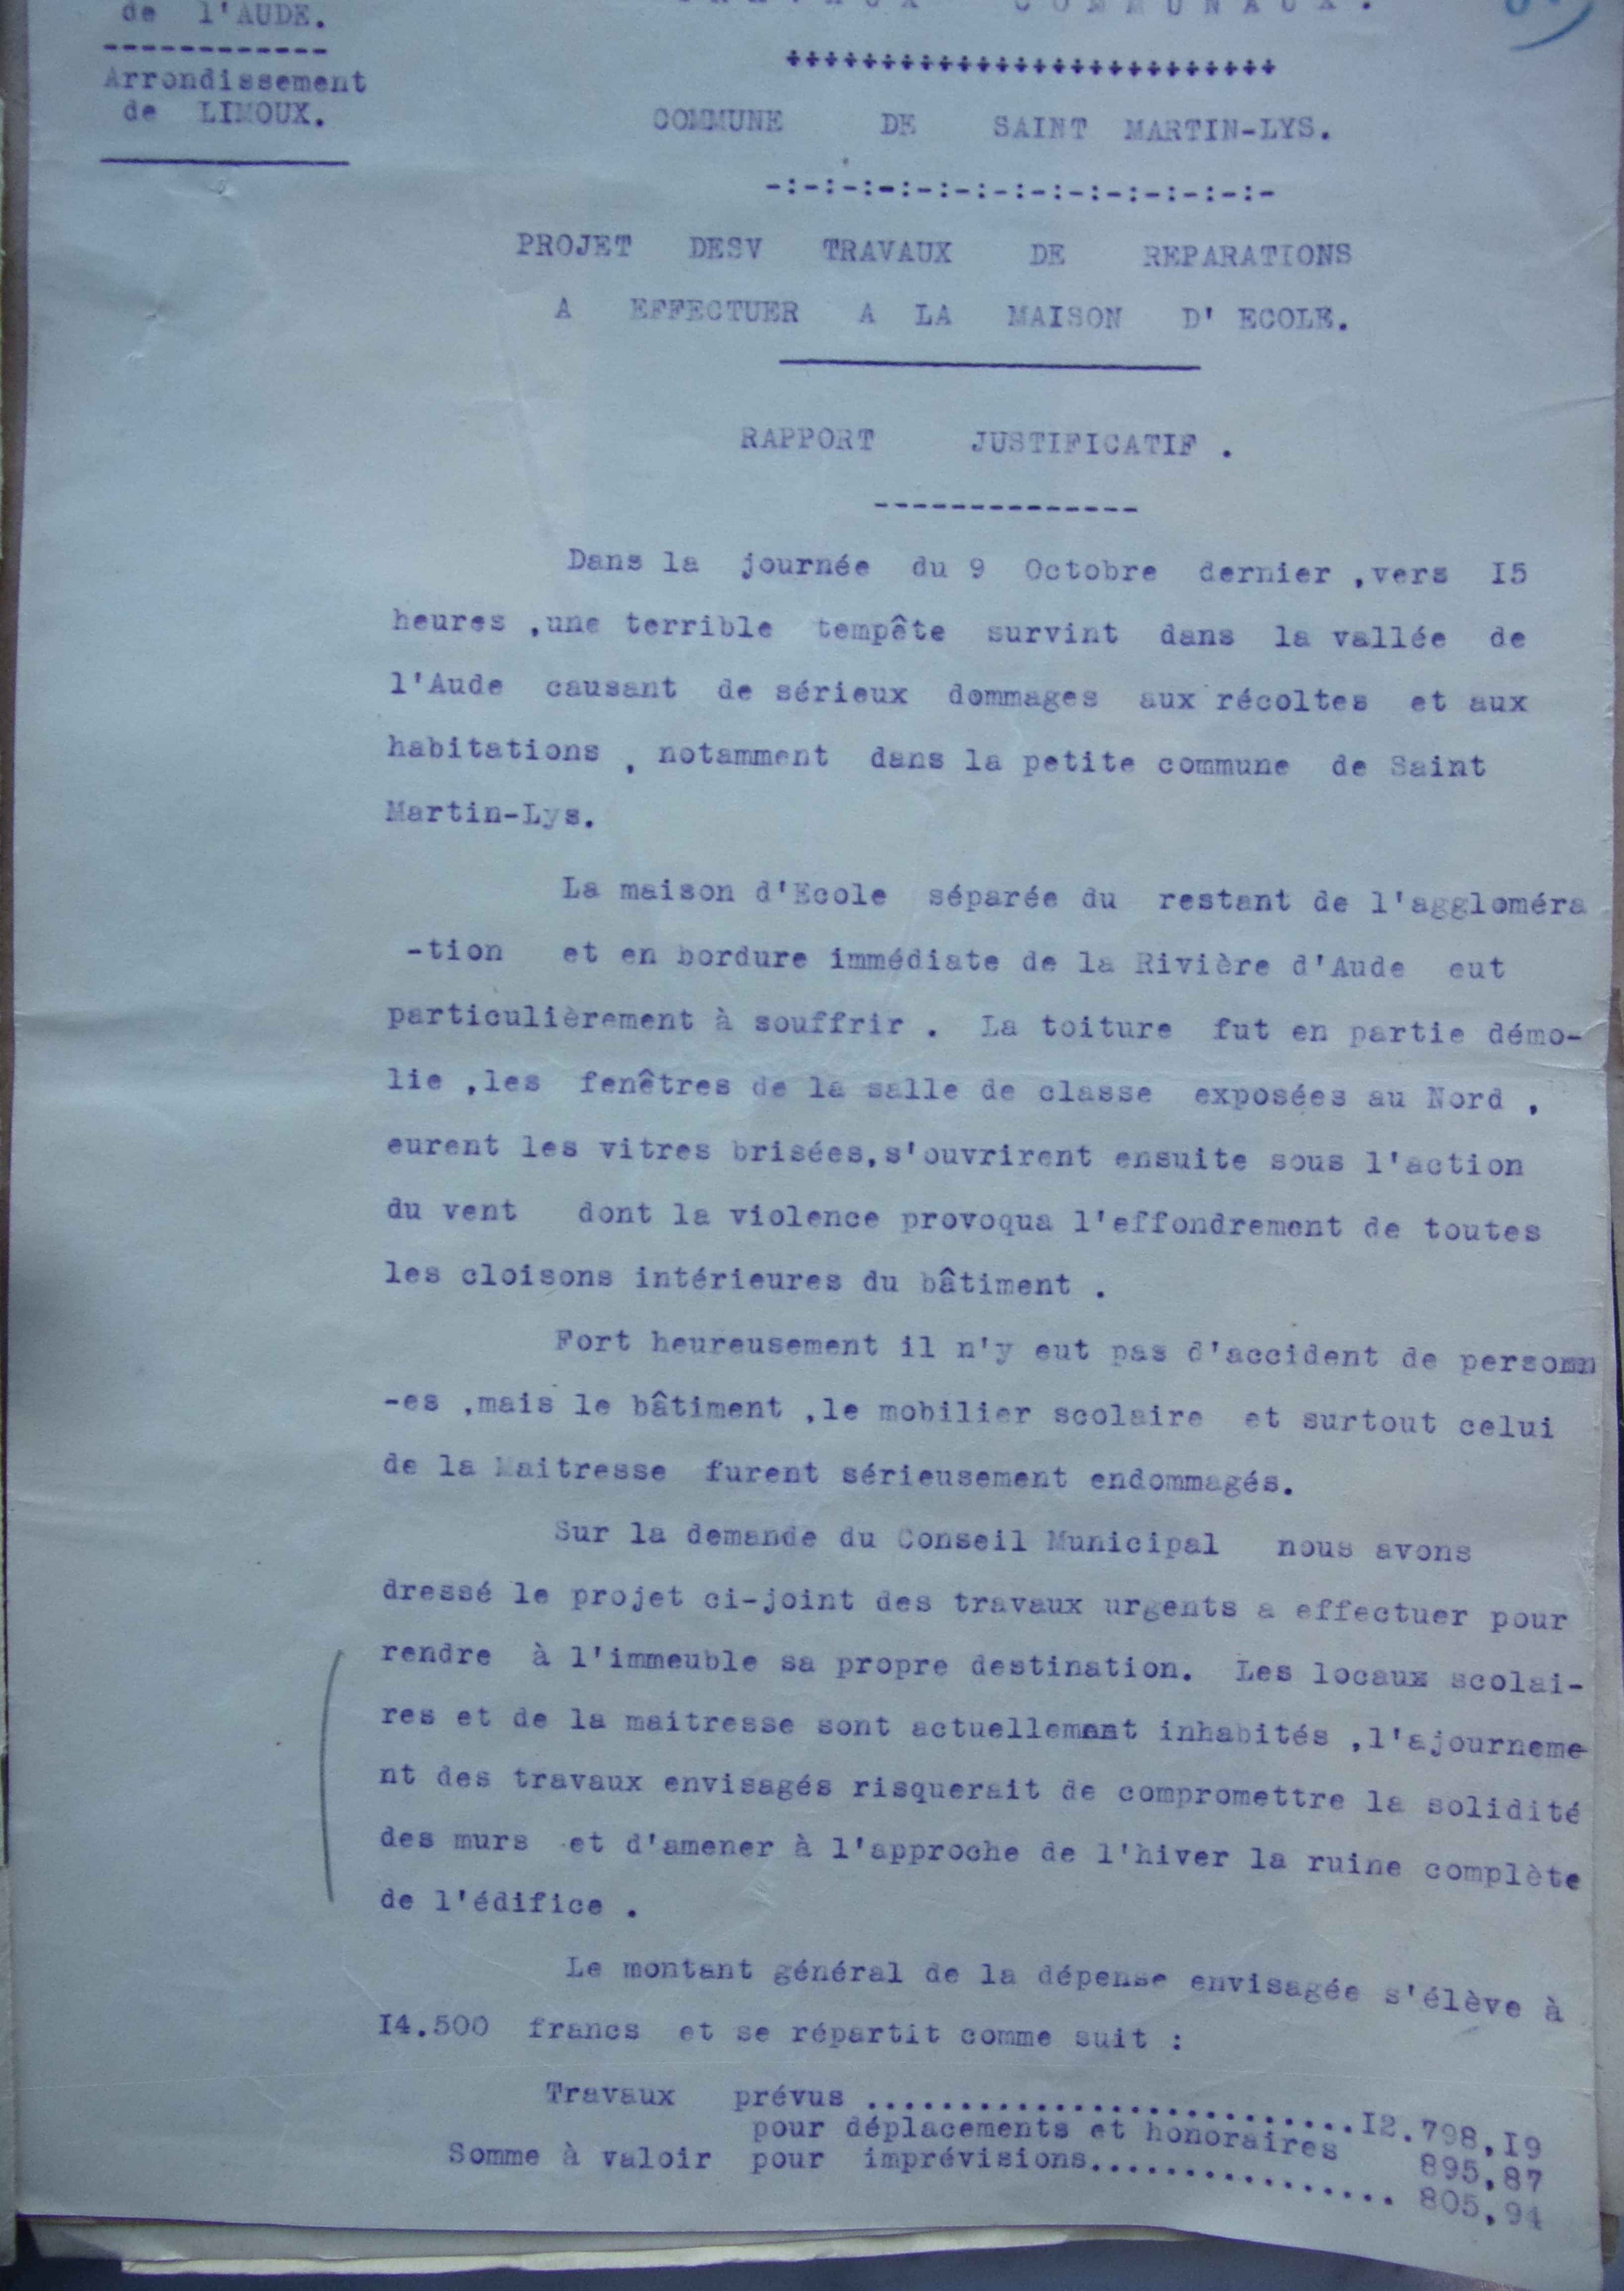 de l'AUDE.
------------
Arrondissement
de LIMOUX.
COMMUNAUX.
++++++++++++++++++++++++++
COMMUNE DE SAINT MARTIN-LYS.
-:-:-:-:-:-:-:-:-:-:-:-:-:-
PROJET DESV TRAVAUX DE REPARATIONS
A EFFECTUER A LA MAISON D' ECOLE.
RAPPORT JUSTIFICATIF .
--------------
Dans la journée du 9 Octobre dernier ,vers I5
heures ,une terrible tempête survint dans la vallée de
l'Aude causant de sérieux dommages aux récoltes et aux
habitations , notamment dans la petite commune de Saint
Martin-Lys.
La maison d'Ecole séparée du restant de l'aggloméra
-tion et en bordure immédiate de la Rivière d'Aude eut
particulièrement à souffrir . La toiture fut en partie démo-
lie ,les fenêtres de la salle de classe exposées au Nord ,
eurent les vitres brisées,s'ouvrirent ensuite sous l'action
du vent dont la violence provoqua l'effondrement de toutes
les cloisons intérieures du bâtiment .
Fort heureusement il n'y eut pas d'accident de personn
-es ,mais le bâtiment ,le mobilier scolaire et surtout celui
de la Maitresse furent sérieusement endommagés.
Sur la demande du Conseil Municipal nous avons
dressé le projet ci-joint des travaux urgents a effectuer pour
rendre à l'immeuble sa propre destination. Les locaux scolai-
res et de la maitresse sont actuellement inhabités ,l'ajourneme
nt des travaux envisagés risquerait de compromettre la solidité
des murs et d'amener à l'approche de l'hiver la ruine complète
de l'édifice .
Le montant général de la dépense envisagée s'élève à
I4.500 francs et se répartit comme suit :
Travaux prévus ..........................I2.798,I9
pour déplacements et honoraires 895,87
Somme à valoir pour imprévisions................ 805,94